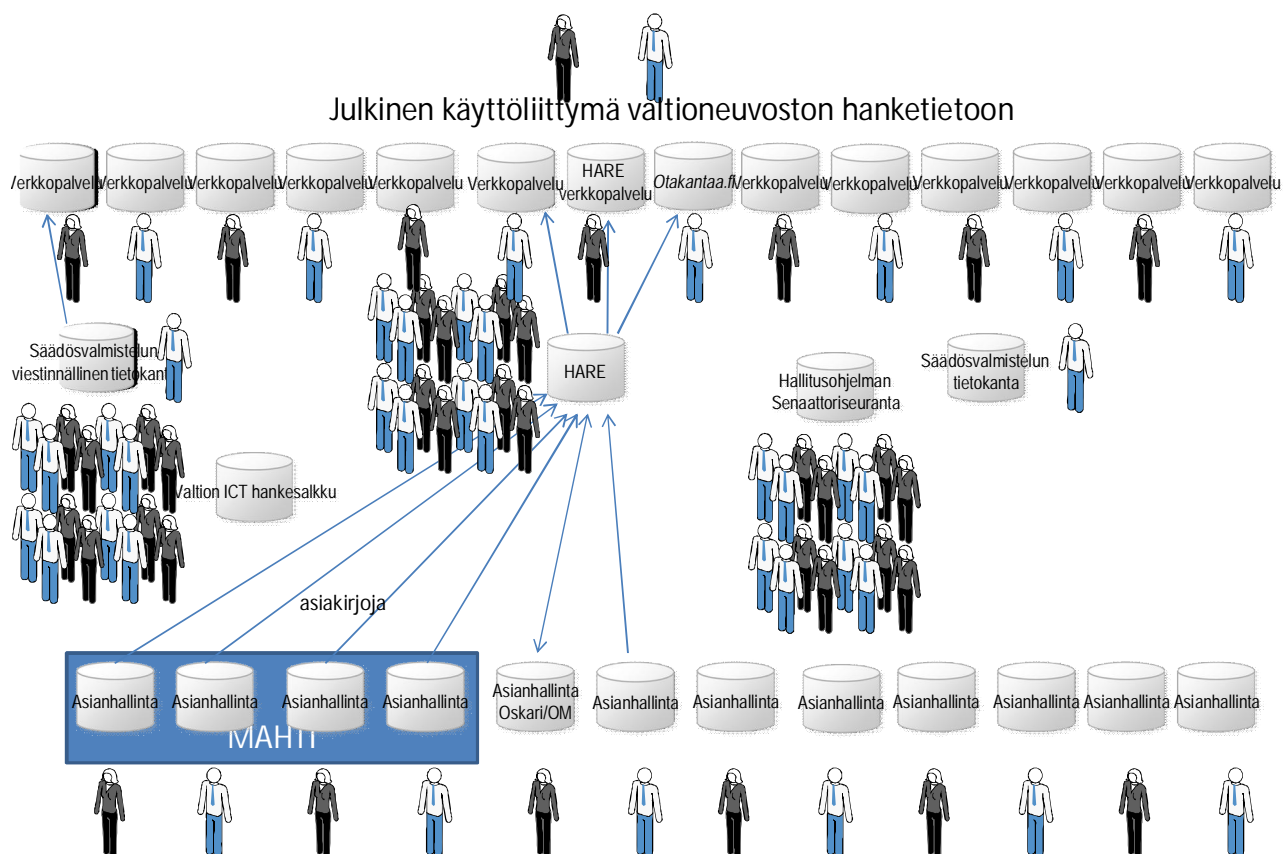 Julkinen käyttöliittymä valtioneuvoston hanketietoon
Verkkopalvelu
Verkkopalvelu
Verkkopalvelu
Verkkopalvelu
Verkkopalvelu
Verkkopalvelu
HARE
verkkopalvelu
Otakantaa.fi
Verkkopalvelu
Verkkopalvelu
Verkkopalvelu
Verkkopalvelu
Verkkopalvelu
Säädösvalmistelun
viestinnällinen tietokant
HARE
Hallitusohjelman
Senaattoriseuranta
Säädösvalmistelun
tietokanta
Valtion ICT hankesalkku
asiakirjoja
Asianhallinta
Asianhallinta
Asianhallinta
Asianhallinta
MAHTI
Asianhallinta
Oskari/OM
Asianhallinta
Asianhallinta
Asianhallinta
Asianhallinta
Asianhallinta
Asianhallinta
Asianhallinta